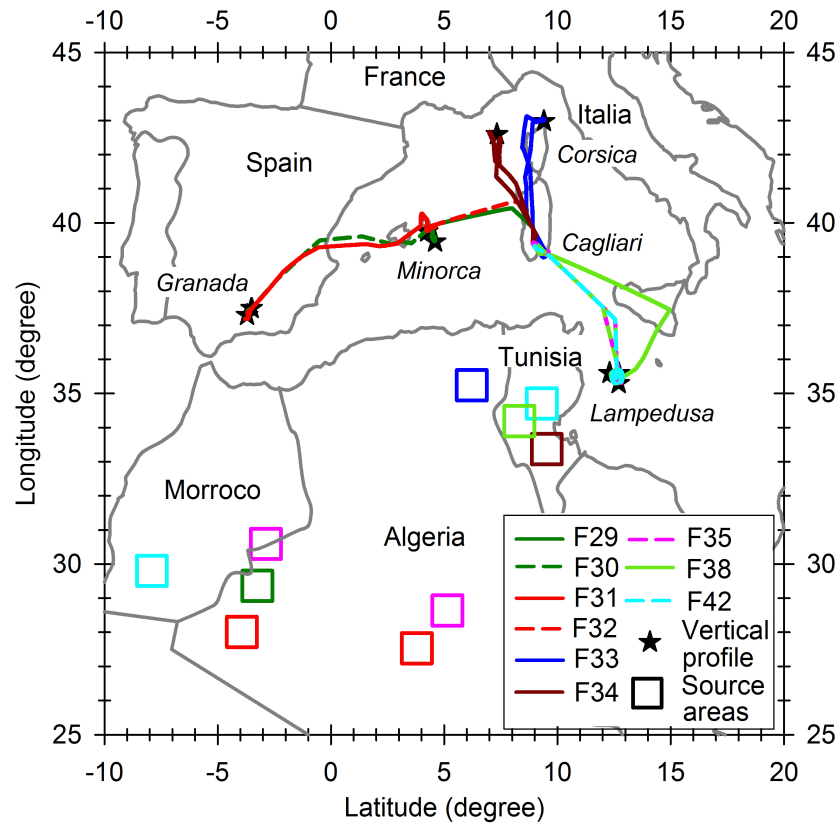 -10 -5 0 5 10 15 20
45 45
France
Italia
Spain
Corsica
40 40
Cagliari
Granada
Minorca
Longitude (degree)
Tunisia
35 35
Lampedusa
Morroco
Algeria
30 30
F29 F35
F30 F38
F31 F42
F32 Vertical
profile
F33
F34 Source
areas
25 25
-10 -5 0 5 10 15 20
Latitude (degree)